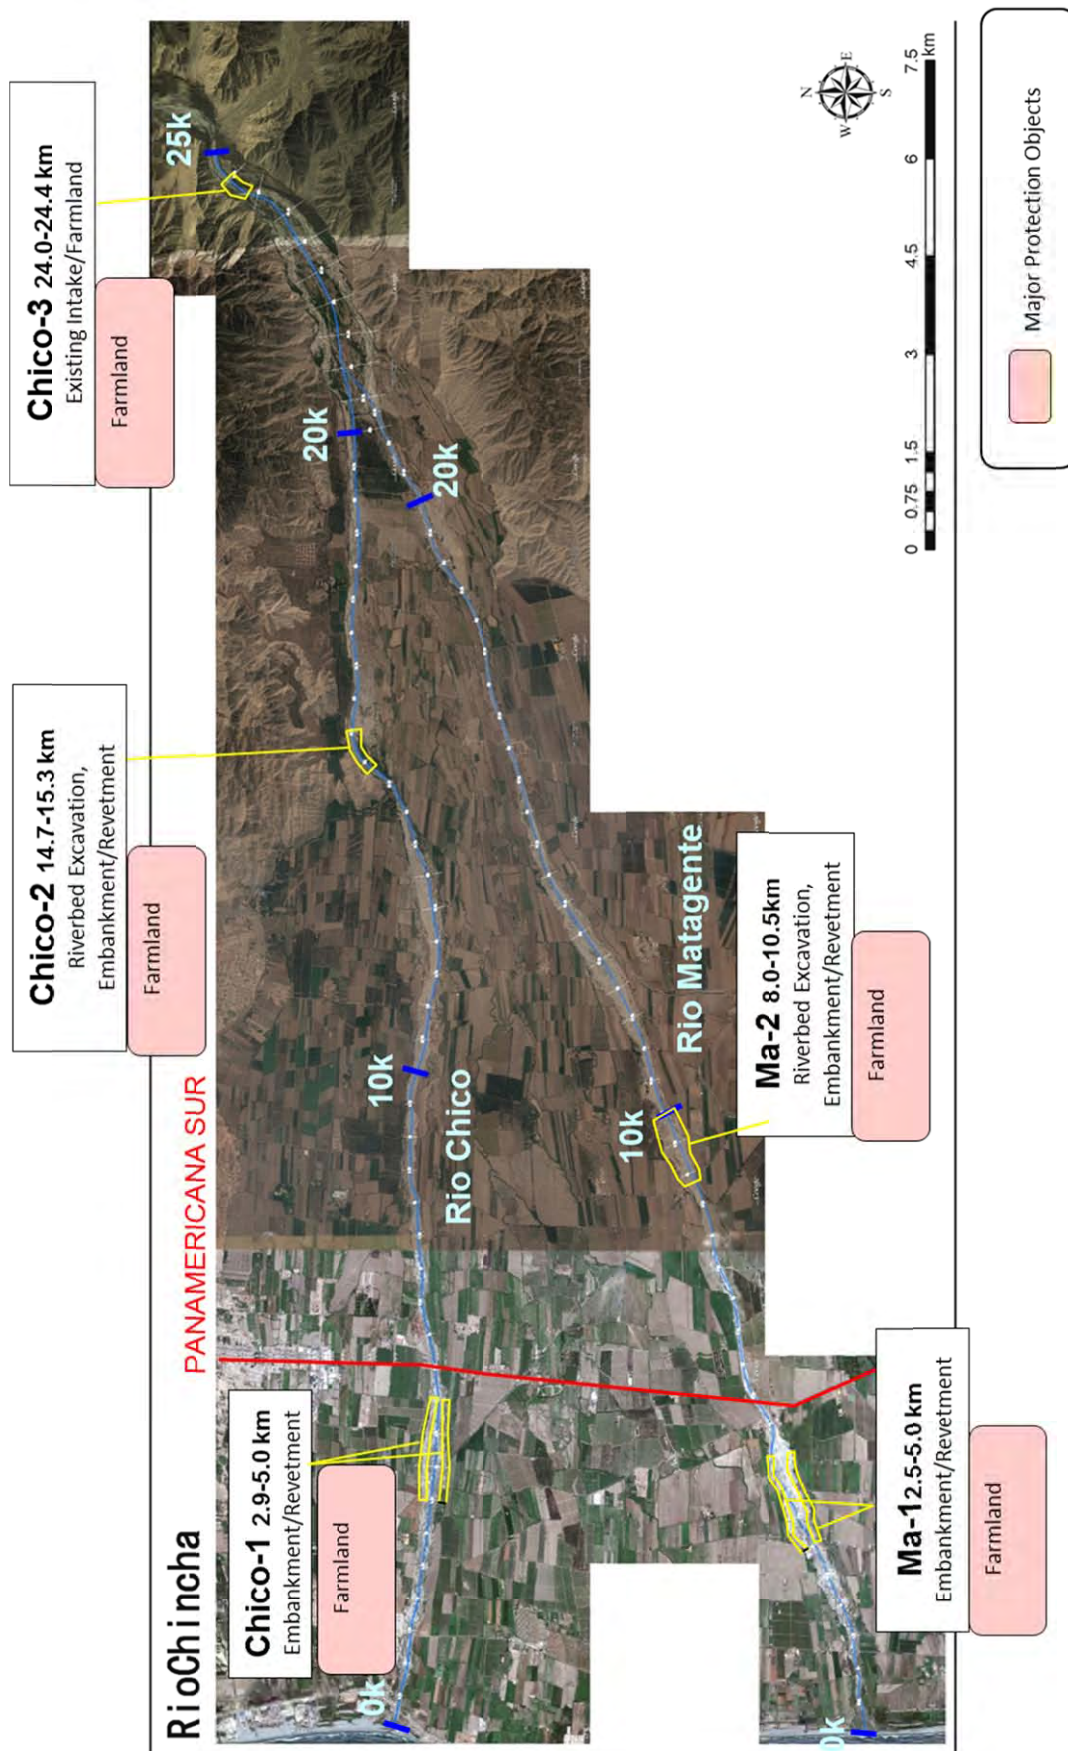 RioChincha
PANAMERICANA SUR
Chico-1 2.9-5.0 km
Embankment/Revetment
Farmland
Chico-2 14.7-15.3 km
Riverbed Excavation,
Embankment/Revetment
Farmland
Chico-3 24.0-24.4 km
Existing Intake/Farmland
Farmland
0k
10k
20k
25k
Rio Chico
0k
10k
20k
Rio Matagente
Ma-1 2.5-5.0 km
Embankment/Revetment
Farmland
Ma-2 8.0-10.5km
Riverbed Excavation,
Embankment/Revetment
Farmland
N
E
S
W
0 0.75 1.5 3 4.5 6 7.5
km
Major Protection Objects